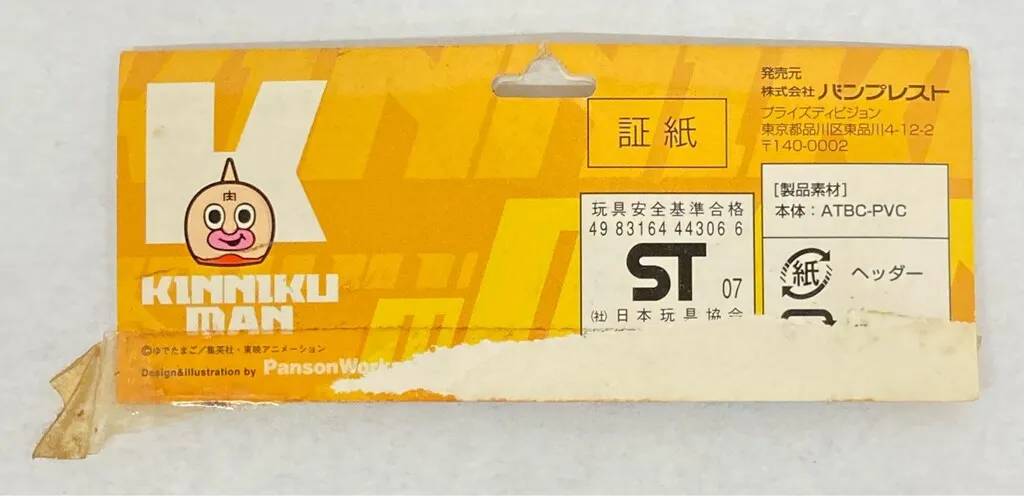 K
肉
KINNIKU
MAN
©ゆでたまご／集英社・東映アニメーション
Design&illustration by PansonWork
証紙
玩具安全基準合格
49 83164 44306 6
ST 07
(社)日本玩具協会
発売元
株式会社 バンプレスト
プライズディビジョン
東京都品川区東品川4-12-2
〒140-0002
[製品素材]
本体：ATBC-PVC
紙 ヘッダー